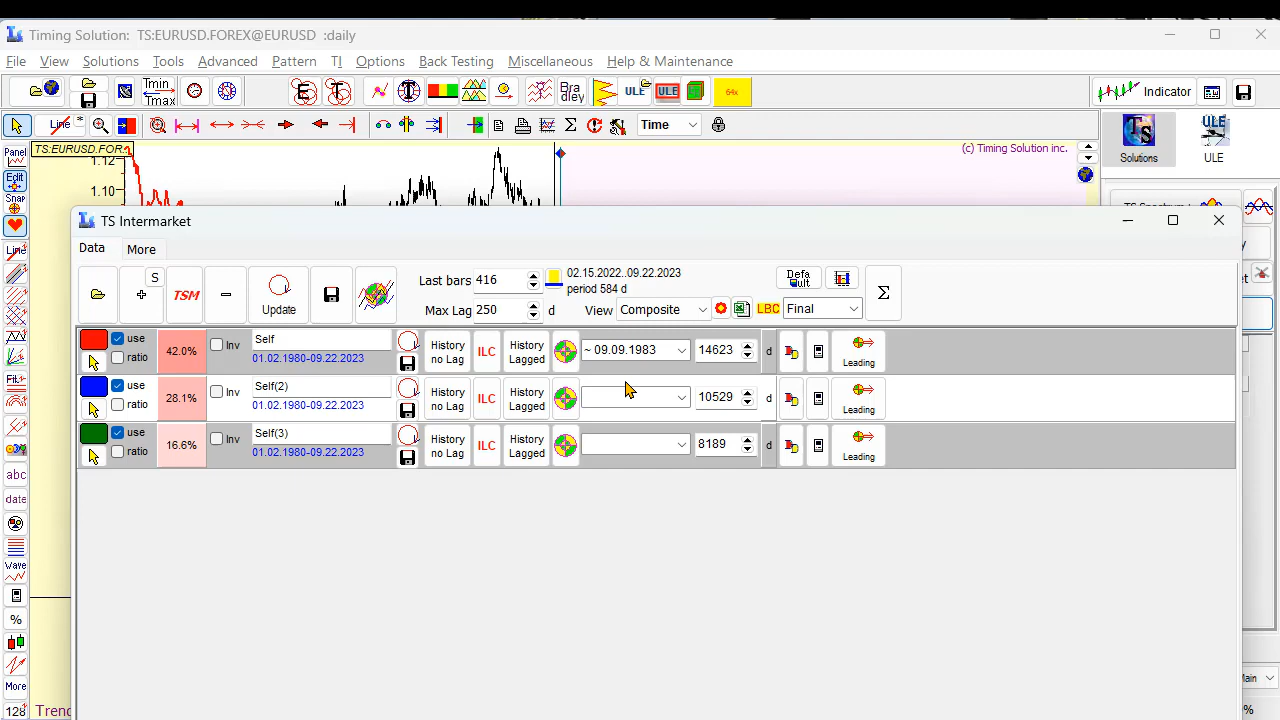 Timing Solution: TS:EURUSD.FOREX@EURUSD :daily
File View Solutions Tools Advanced Pattern TI Options Back Testing Miscellaneous Help & Maintenance
Tmin
Tmax
E T
Bra
dley
ULE
ULE
64x
Indicator
Line
Time
Panel
TS:EURUSD.FOR.
1.12
1.10
(c) Timing Solution inc.
Solutions
ULE
Edit
Snap
Line
Fil
abc
date
Wave
%
More
128
Trend
TS Intermarket
Data More
S
TSM
Update
Last bars 416
02.15.2022..09.22.2023
period 584 d
Defa
ult
Max Lag 250 d View Composite LBC Final
Σ
use
ratio
42.0%
Inv
Self
01.02.1980-09.22.2023
History
no Lag
ILC
History
Lagged
~ 09.09.1983
14623
d
Leading
use
ratio
28.1%
Inv
Self(2)
01.02.1980-09.22.2023
History
no Lag
ILC
History
Lagged
10529
d
Leading
use
ratio
16.6%
Inv
Self(3)
01.02.1980-09.22.2023
History
no Lag
ILC
History
Lagged
8189
d
Leading
%